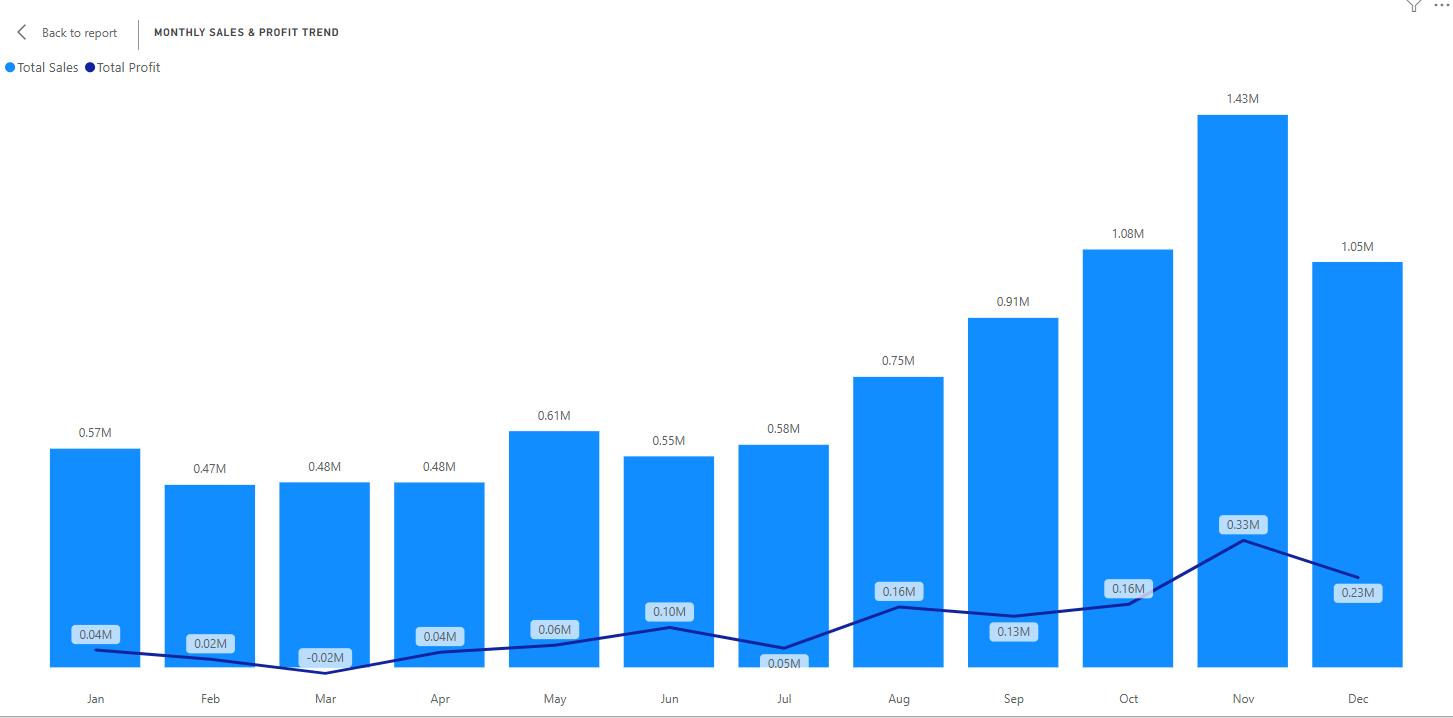 Back to report
MONTHLY SALES & PROFIT TREND
Total Sales Total Profit
1.43M
1.08M
1.05M
0.91M
0.75M
0.61M
0.58M
0.57M
0.55M
0.48M 0.48M
0.47M
0.33M
0.16M
0.16M
0.23M
0.10M
0.06M
0.13M
0.04M
0.04M
0.02M
-0.02M
0.05M
Jan Feb Mar Apr May Jun Jul Aug Sep Oct Nov Dec